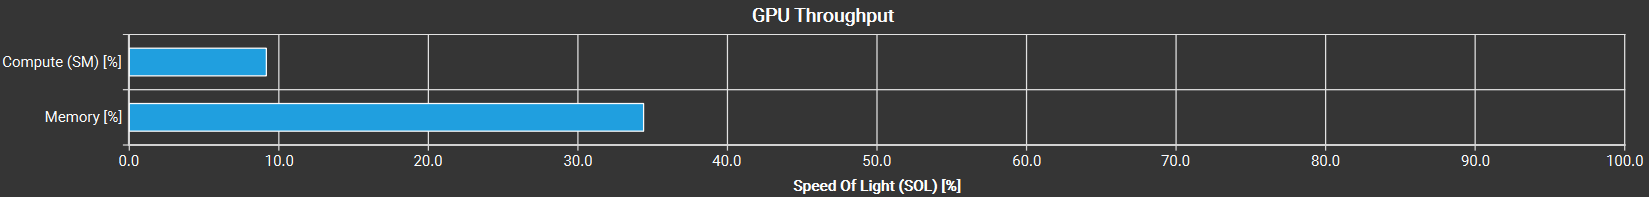 GPU Throughput
Compute (SM) [%]
Memory [%]
0.0 10.0 20.0 30.0 40.0 50.0 60.0 70.0 80.0 90.0 100.0
Speed Of Light (SOL) [%]